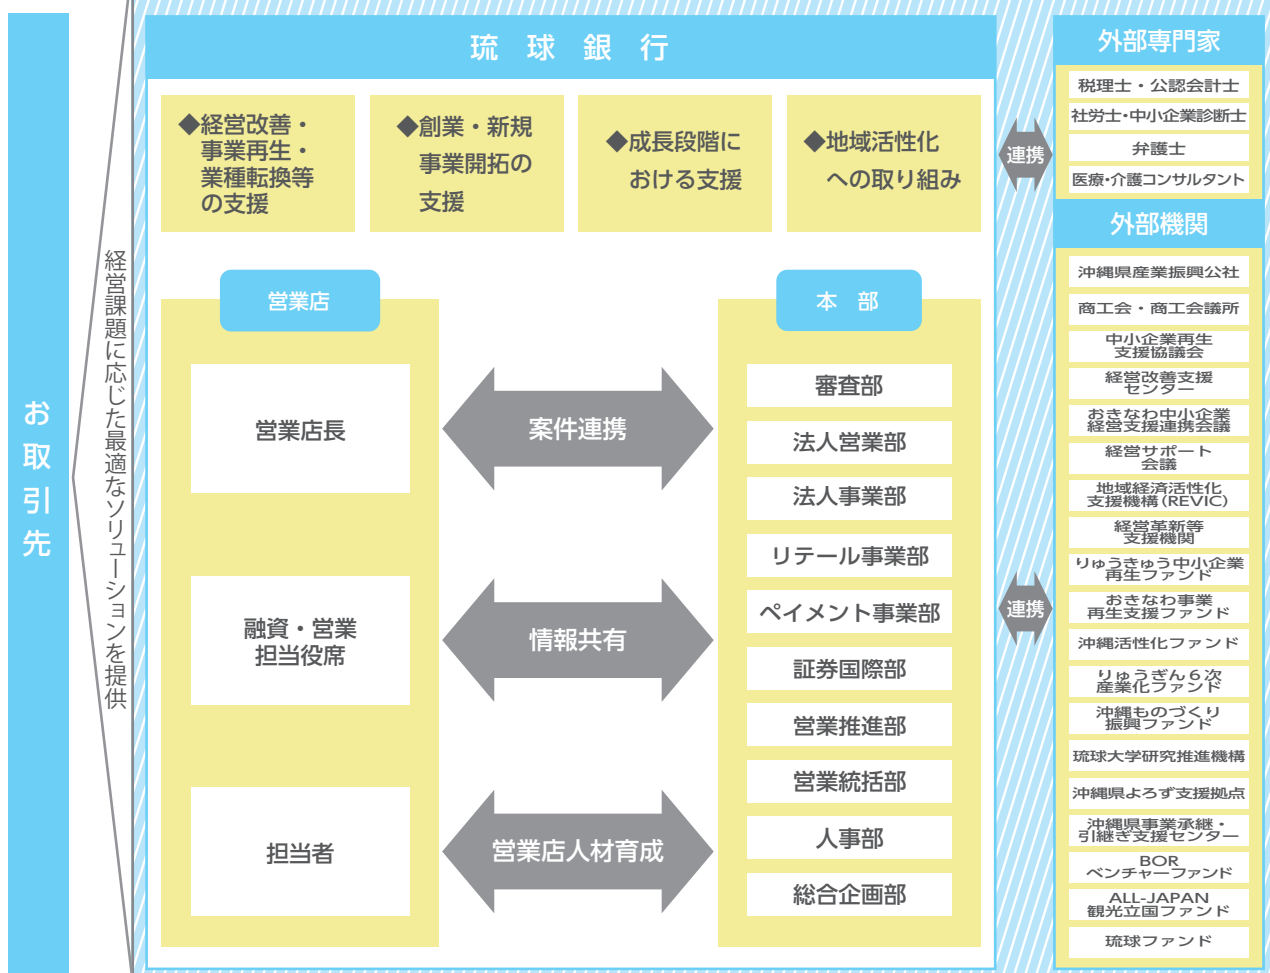 お取引先
経営課題に応じた最適なソリューションを提供
琉球銀行
◆経営改善・
事業再生・
業種転換等
の支援
◆創業・新規
事業開拓の
支援
◆成長段階に
おける支援
◆地域活性化
への取り組み
営業店
営業店長
融資・営業
担当役席
担当者
案件連携
情報共有
営業店人材育成
本部
審査部
法人営業部
法人事業部
リテール事業部
ペイメント事業部
証券国際部
営業推進部
営業統括部
人事部
総合企画部
連携
連携
外部専門家
税理士・公認会計士
社労士・中小企業診断士
弁護士
医療・介護コンサルタント
外部機関
沖縄県産業振興公社
商工会・商工会議所
中小企業再生
支援協議会
経営改善支援
センター
おきなわ中小企業
経営支援連携会議
経営サポート
会議
地域経済活性化
支援機構(REVIC)
経営革新等
支援機関
りゅうきゅう中小企業
再生ファンド
おきなわ事業
再生支援ファンド
沖縄活性化ファンド
りゅうぎん6次
産業化ファンド
沖縄ものづくり
振興ファンド
琉球大学研究推進機構
沖縄県よろず支援拠点
沖縄県事業承継・
引継ぎ支援センター
BOR
ベンチャーファンド
ALL-JAPAN
観光立国ファンド
琉球ファンド